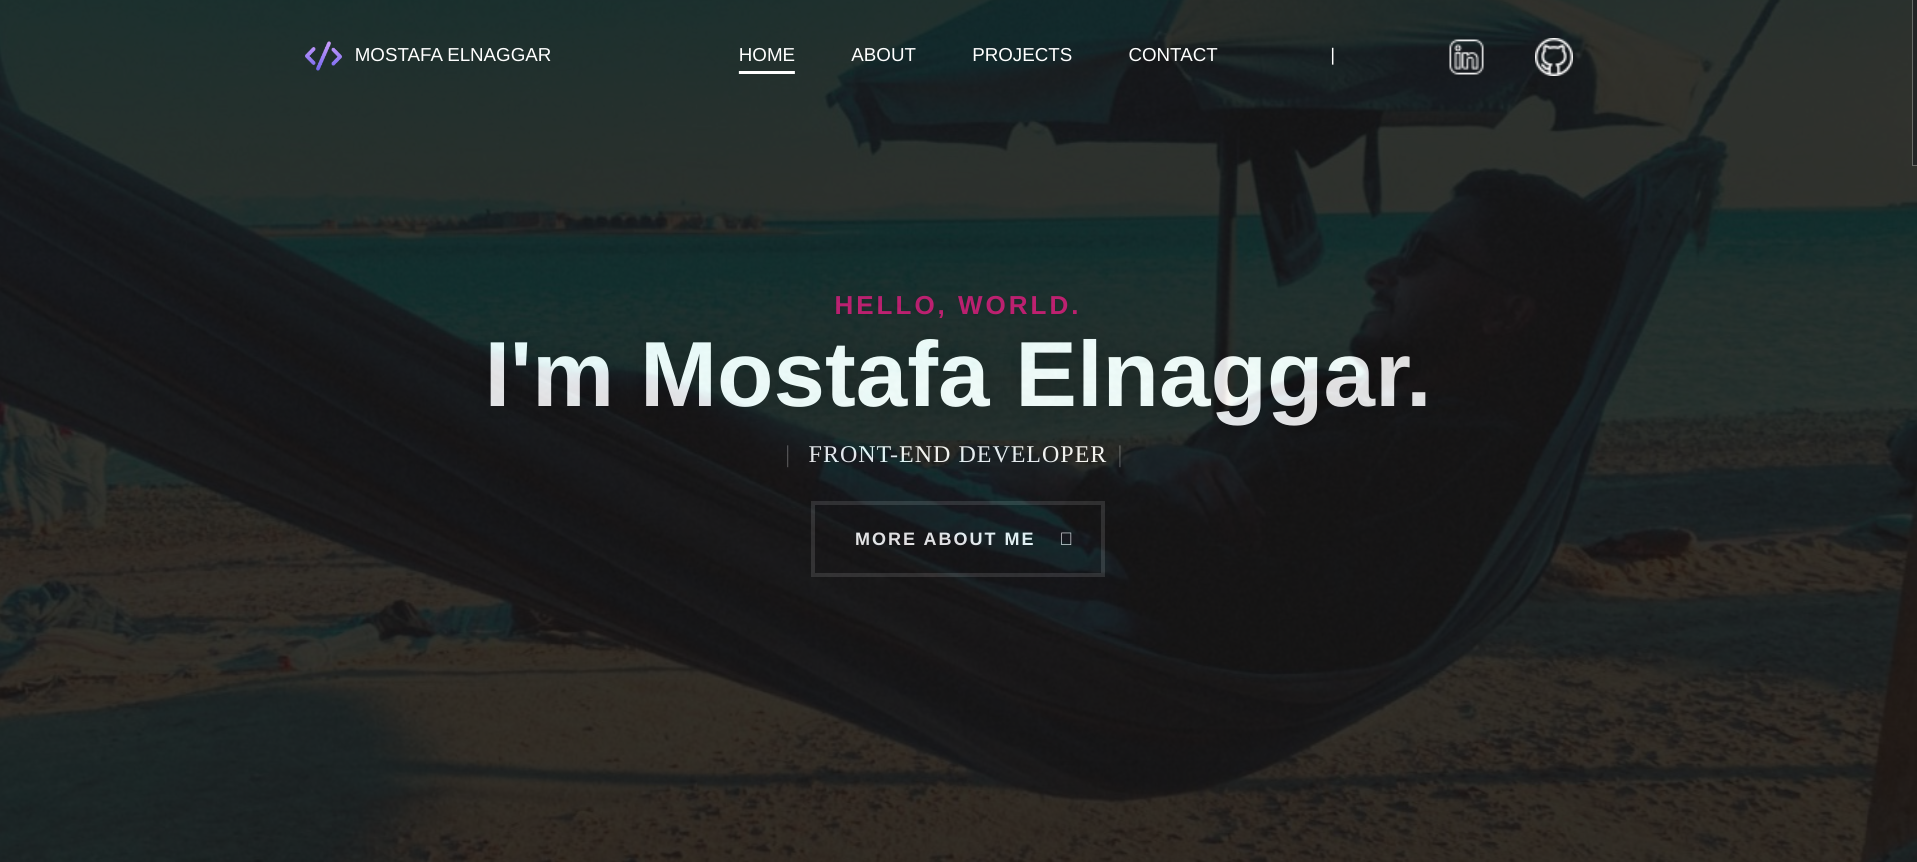 MOSTAFA ELNAGGAR HOME ABOUT PROJECTS CONTACT | in
HELLO, WORLD.
I'm Mostafa Elnaggar.
| FRONT-END DEVELOPER |
MORE ABOUT ME